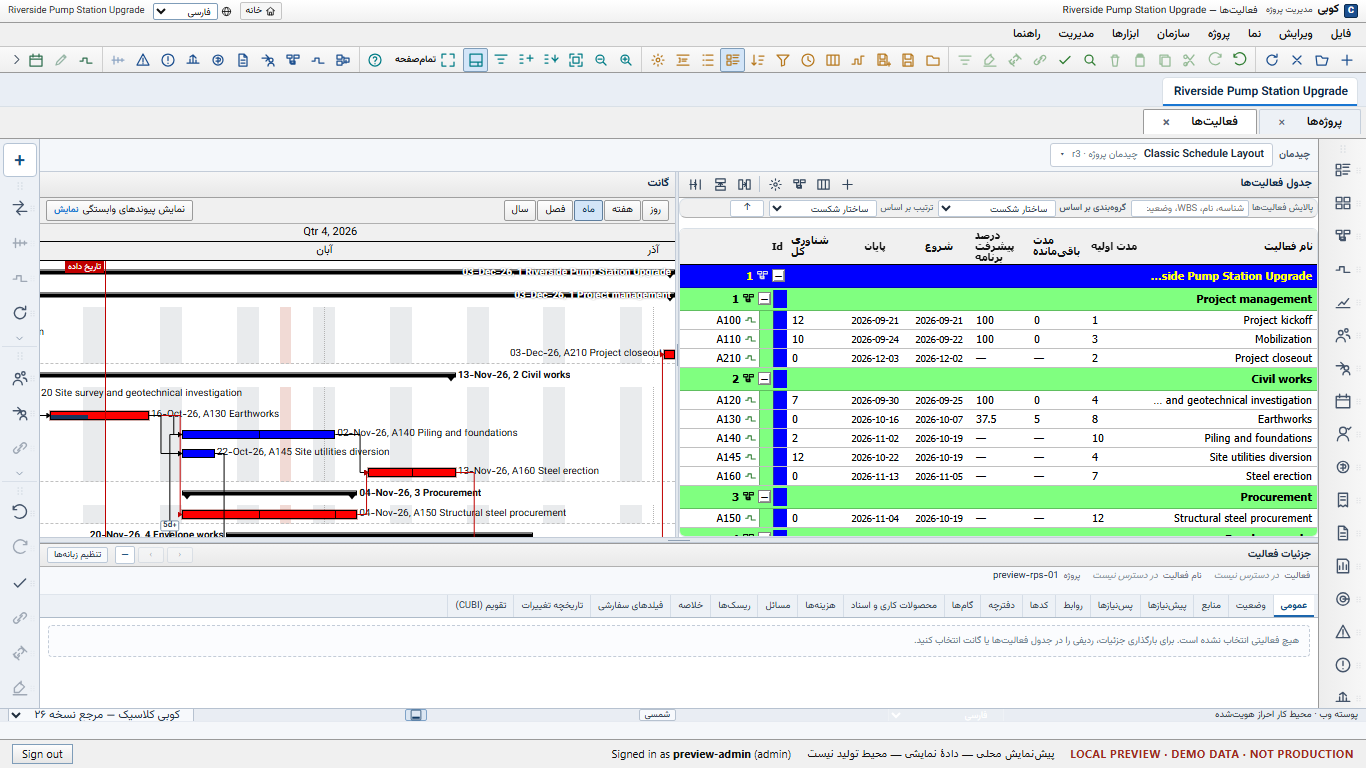 کوبی مدیریت پروژه فعالیت‌ها — Riverside Pump Station Upgrade
خانه
فارسی
Riverside Pump Station Upgrade
فایل ویرایش نما پروژه سازمان ابزارها مدیریت راهنما
تمام‌صفحه
Riverside Pump Station Upgrade
پروژه‌ها ×
فعالیت‌ها ×
چیدمان Classic Schedule Layout چیدمان پروژه · r3
جدول فعالیت‌ها
پالایش فعالیت‌ها شناسه، نام، WBS، وضعیت گروه‌بندی بر اساس ساختار شکست ترتیب بر اساس ساختار شکست ↑
نام فعالیت مدت اولیه مدت باقی‌مانده درصد پیشرفت برنامه شروع پایان شناوری کل Id
...side Pump Station Upgrade 1
Project management 1
Project kickoff 1 0 100 2026-09-21 2026-09-21 12 A100
Mobilization 3 0 100 2026-09-24 2026-09-24 10 A110
Project closeout 2 — — 2026-12-02 2026-12-03 0 A210
Civil works 2
... and geotechnical investigation 4 0 100 2026-09-25 2026-09-30 7 A120
Earthworks 8 5 37.5 2026-10-07 2026-10-16 0 A130
Piling and foundations 10 — — 2026-10-19 2026-11-02 2 A140
Site utilities diversion 4 — — 2026-10-19 2026-10-22 12 A145
Steel erection 7 — — 2026-11-05 2026-11-13 0 A160
Procurement 3
Structural steel procurement 12 — — 2026-10-19 2026-11-04 0 A150
گانت
روز هفته ماه فصل سال
نمایش پیوندهای وابستگی نمایش
Qtr 4, 2026
آذر آبان
تاریخ داده
03-Dec-26, 1 Riverside Pump Station Upgrade
03-Dec-26, 1 Project management
03-Dec-26, A210 Project closeout
13-Nov-26, 2 Civil works
20 Site survey and geotechnical investigation
16-Oct-26, A130 Earthworks
02-Nov-26, A140 Piling and foundations
22-Oct-26, A145 Site utilities diversion
13-Nov-26, A160 Steel erection
04-Nov-26, 3 Procurement
04-Nov-26, A150 Structural steel procurement
+5d
20-Nov-26, 4 Envelope works
جزئیات فعالیت
تنظیم زبانه‌ها
فعالیت در دسترس نیست نام فعالیت در دسترس نیست پروژه preview-rps-01
عمومی وضعیت منابع پیش‌نیازها پس‌نیازها روابط کدها دفترچه گام‌ها محصولات کاری و اسناد هزینه‌ها مسائل ریسک‌ها خلاصه فیلدهای سفارشی تاریخچه تغییرات تقویم (CUBI)
هیچ فعالیتی انتخاب نشده است. برای بارگذاری جزئیات، ردیفی را در جدول فعالیت‌ها یا گانت انتخاب کنید.
پوسته وب · محیط کار احراز هویت‌شده
فارسی
شمسی
کوبی کلاسیک — مرجع نسخه ۲۶
LOCAL PREVIEW · DEMO DATA · NOT PRODUCTION
پیش‌نمایش محلی — دادهٔ نمایشی — محیط تولید نیست
Signed in as preview-admin (admin)
Sign out